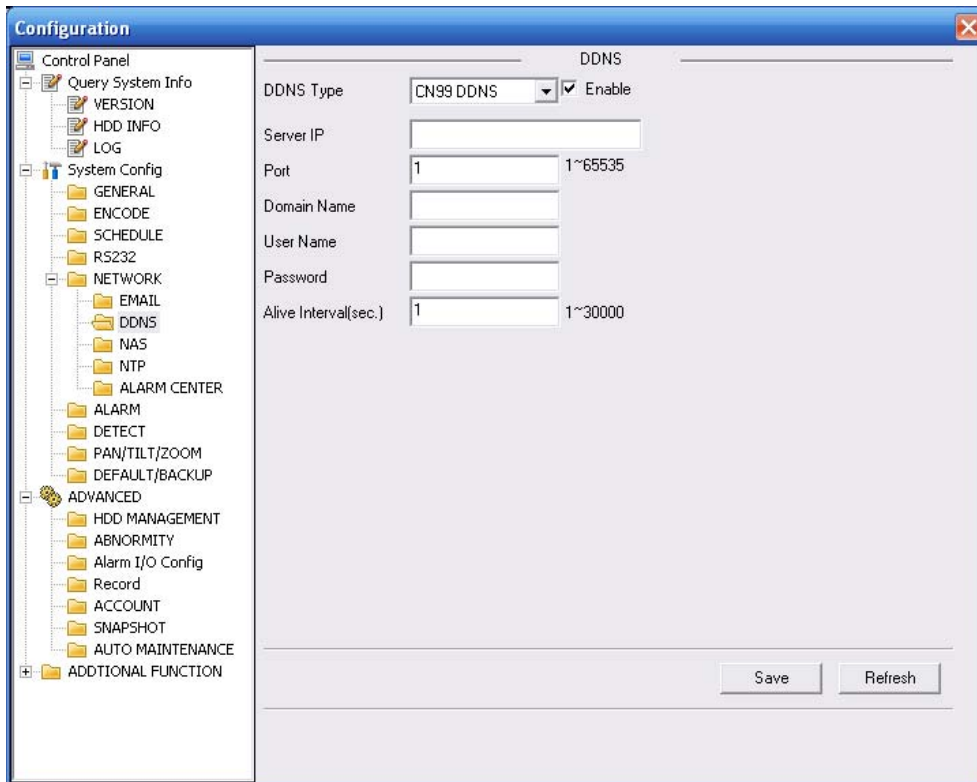 Configuration
Control Panel
Query System Info
VERSION
HDD INFO
LOG
System Config
GENERAL
ENCODE
SCHEDULE
RS232
NETWORK
EMAIL
DDNS
NAS
NTP
ALARM CENTER
ALARM
DETECT
PAN/TILT/ZOOM
DEFAULT/BACKUP
ADVANCED
HDD MANAGEMENT
ABNORMITY
Alarm I/O Config
Record
ACCOUNT
SNAPSHOT
AUTO MAINTENANCE
ADDTIONAL FUNCTION
DDNS
DDNS Type CN99 DDNS Enable
Server IP
Port 1 1~65535
Domain Name
User Name
Password
Alive Interval(sec.) 1 1~30000
Save Refresh